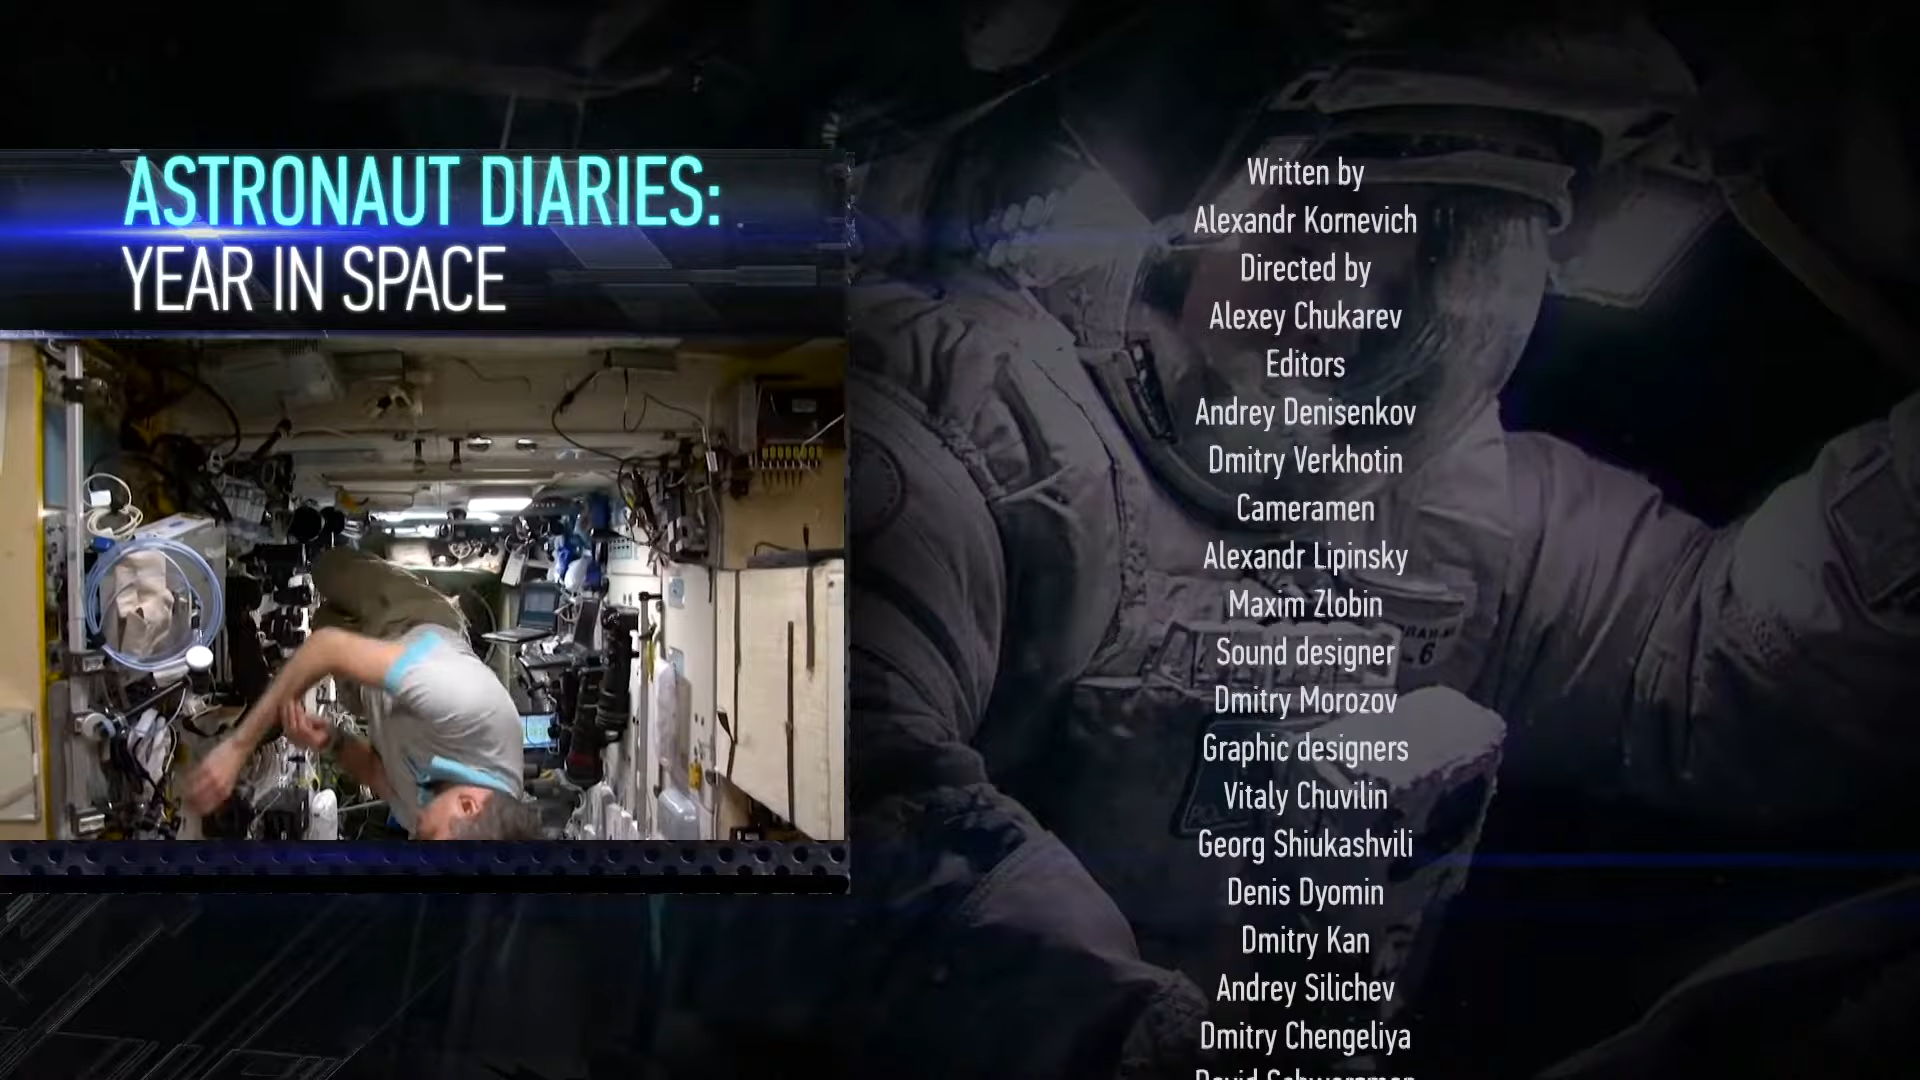 ASTRONAUT DIARIES:
YEAR IN SPACE
Written by
Alexandr Kornevich
Directed by
Alexey Chukarev
Editors
Andrey Denisenkov
Dmitry Verkhotin
Cameramen
Alexandr Lipinsky
Maxim Zlobin
Sound designer
Dmitry Morozov
Graphic designers
Vitaly Chuvilin
Georg Shiukashvili
Denis Dyomin
Dmitry Kan
Andrey Silichev
Dmitry Chengeliya